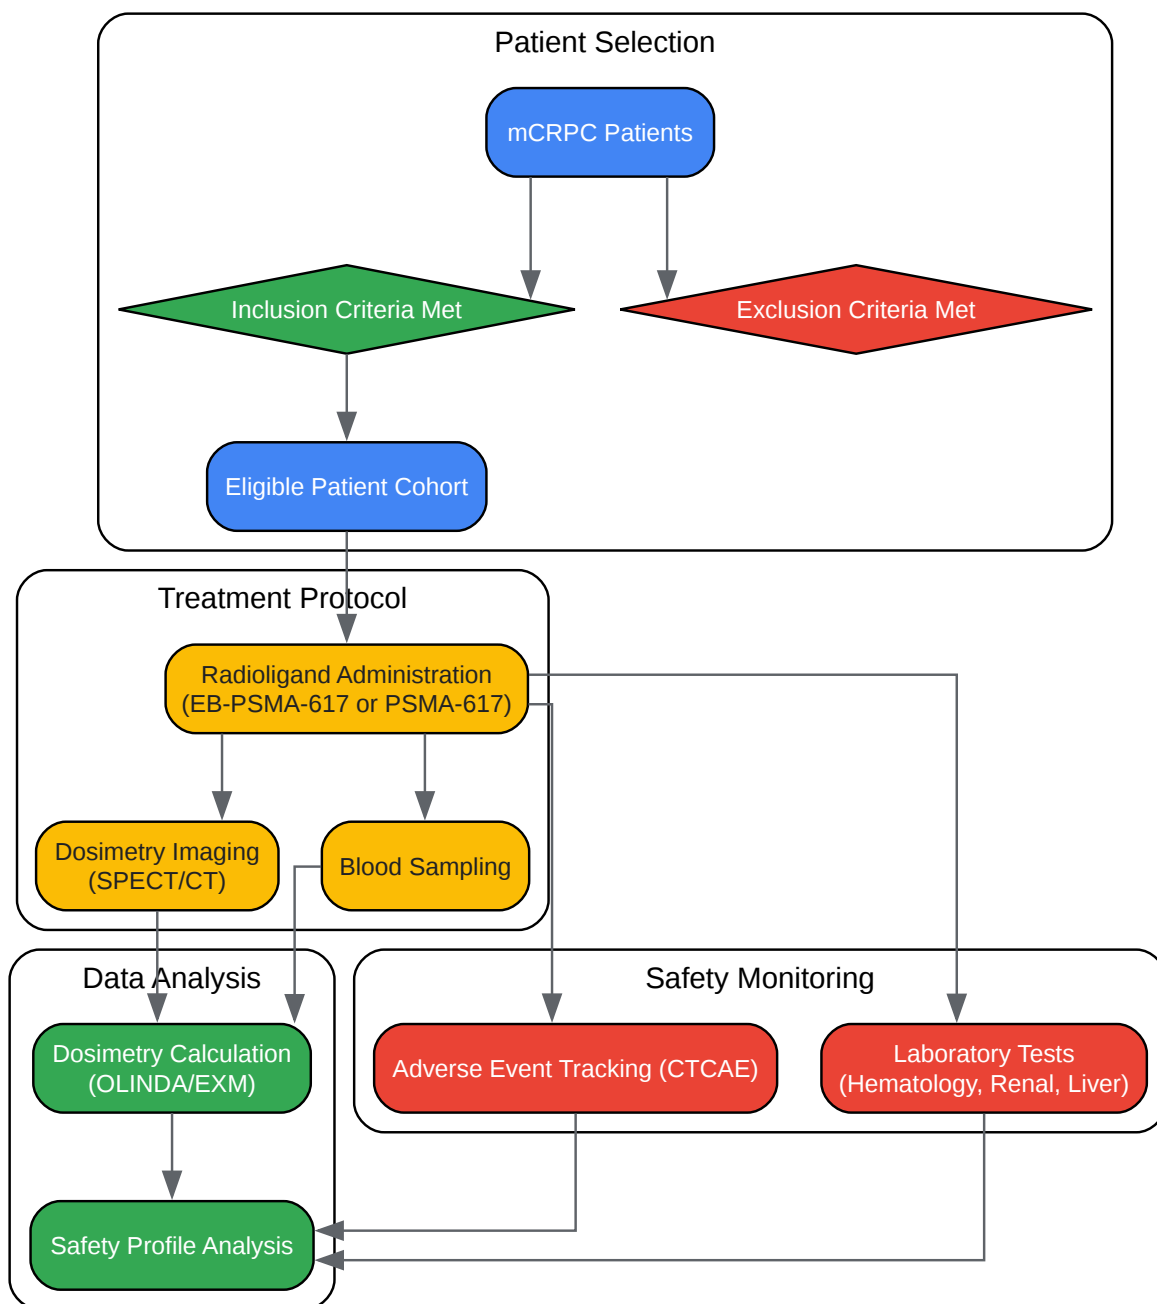 Patient Selection
mCRPC Patients
Inclusion Criteria Met
Exclusion Criteria Met
Eligible Patient Cohort
Treatment Protocol
Radioligand Administration
(EB-PSMA-617 or PSMA-617)
Dosimetry Imaging
(SPECT/CT)
Blood Sampling
Data Analysis
Safety Monitoring
Dosimetry Calculation
(OLINDA/EXM)
Adverse Event Tracking (CTCAE)
Laboratory Tests
(Hematology, Renal, Liver)
Safety Profile Analysis